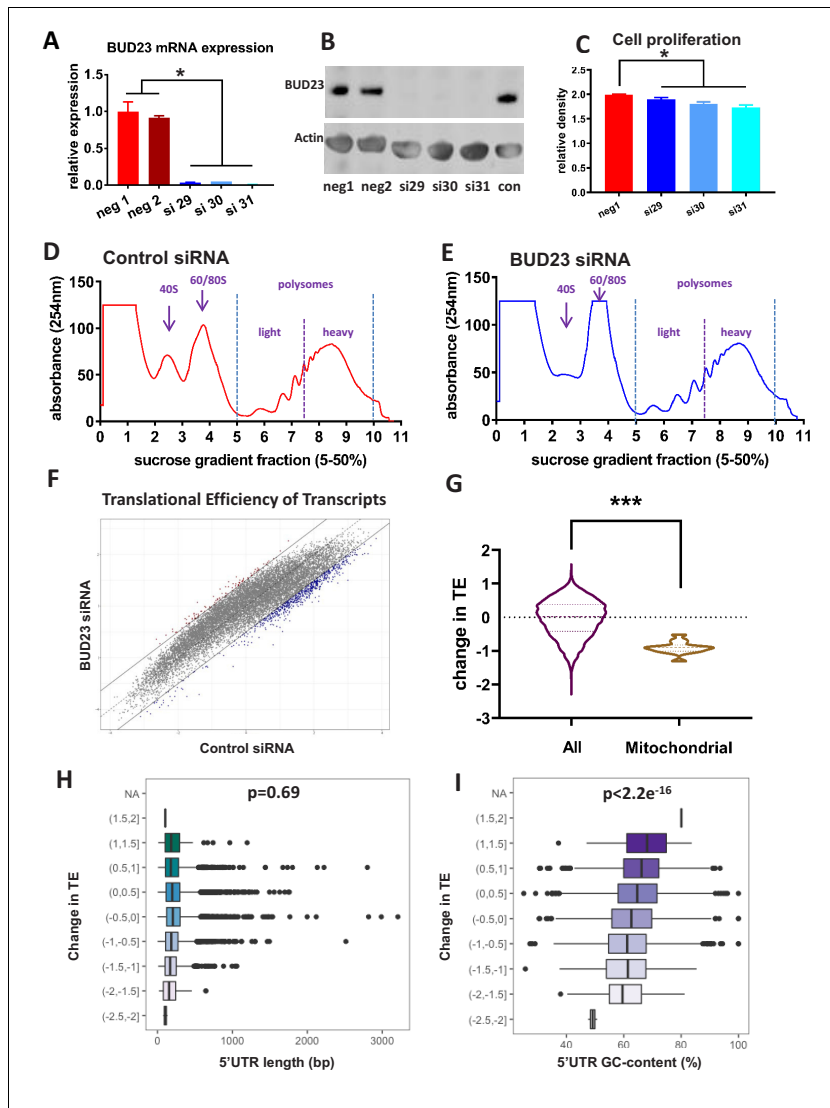 A
BUD23 mRNA expression
relative expression
1.5
1.0
0.5
0.0
*
neg 1
neg 2
si 29
si 30
si 31
B
BUD23
Actin
neg1 neg2 si29 si30 si31 con
C
Cell proliferation
relative density
2.5
2.0
1.5
1.0
0.5
0.0
*
neg1
si29
si30
si31
D
Control siRNA
absorbance (254nm)
150
100
50
0
40S
60/80S
polysomes
light
heavy
0 1 2 3 4 5 6 7 8 9 10 11
sucrose gradient fraction (5-50%)
E
BUD23 siRNA
absorbance (254nm)
150
100
50
0
40S
60/80S
polysomes
light
heavy
0 1 2 3 4 5 6 7 8 9 10 11
sucrose gradient fraction (5-50%)
F
Translational Efficiency of Transcripts
BUD23 siRNA
Control siRNA
G
***
change in TE
2
1
0
-1
-2
-3
All
Mitochondrial
H
p=0.69
Change in TE
NA
(1.5,2]
(1,1.5]
(0.5,1]
(0,0.5]
(-0.5,0]
(-1,-0.5]
(-1.5,-1]
(-2,-1.5]
(-2.5,-2]
0 1000 2000 3000
5'UTR length (bp)
I
p<2.2e-16
Change in TE
NA
(1.5,2]
(1,1.5]
(0.5,1]
(0,0.5]
(-0.5,0]
(-1,-0.5]
(-1.5,-1]
(-2,-1.5]
(-2.5,-2]
40 60 80 100
5'UTR GC-content (%)